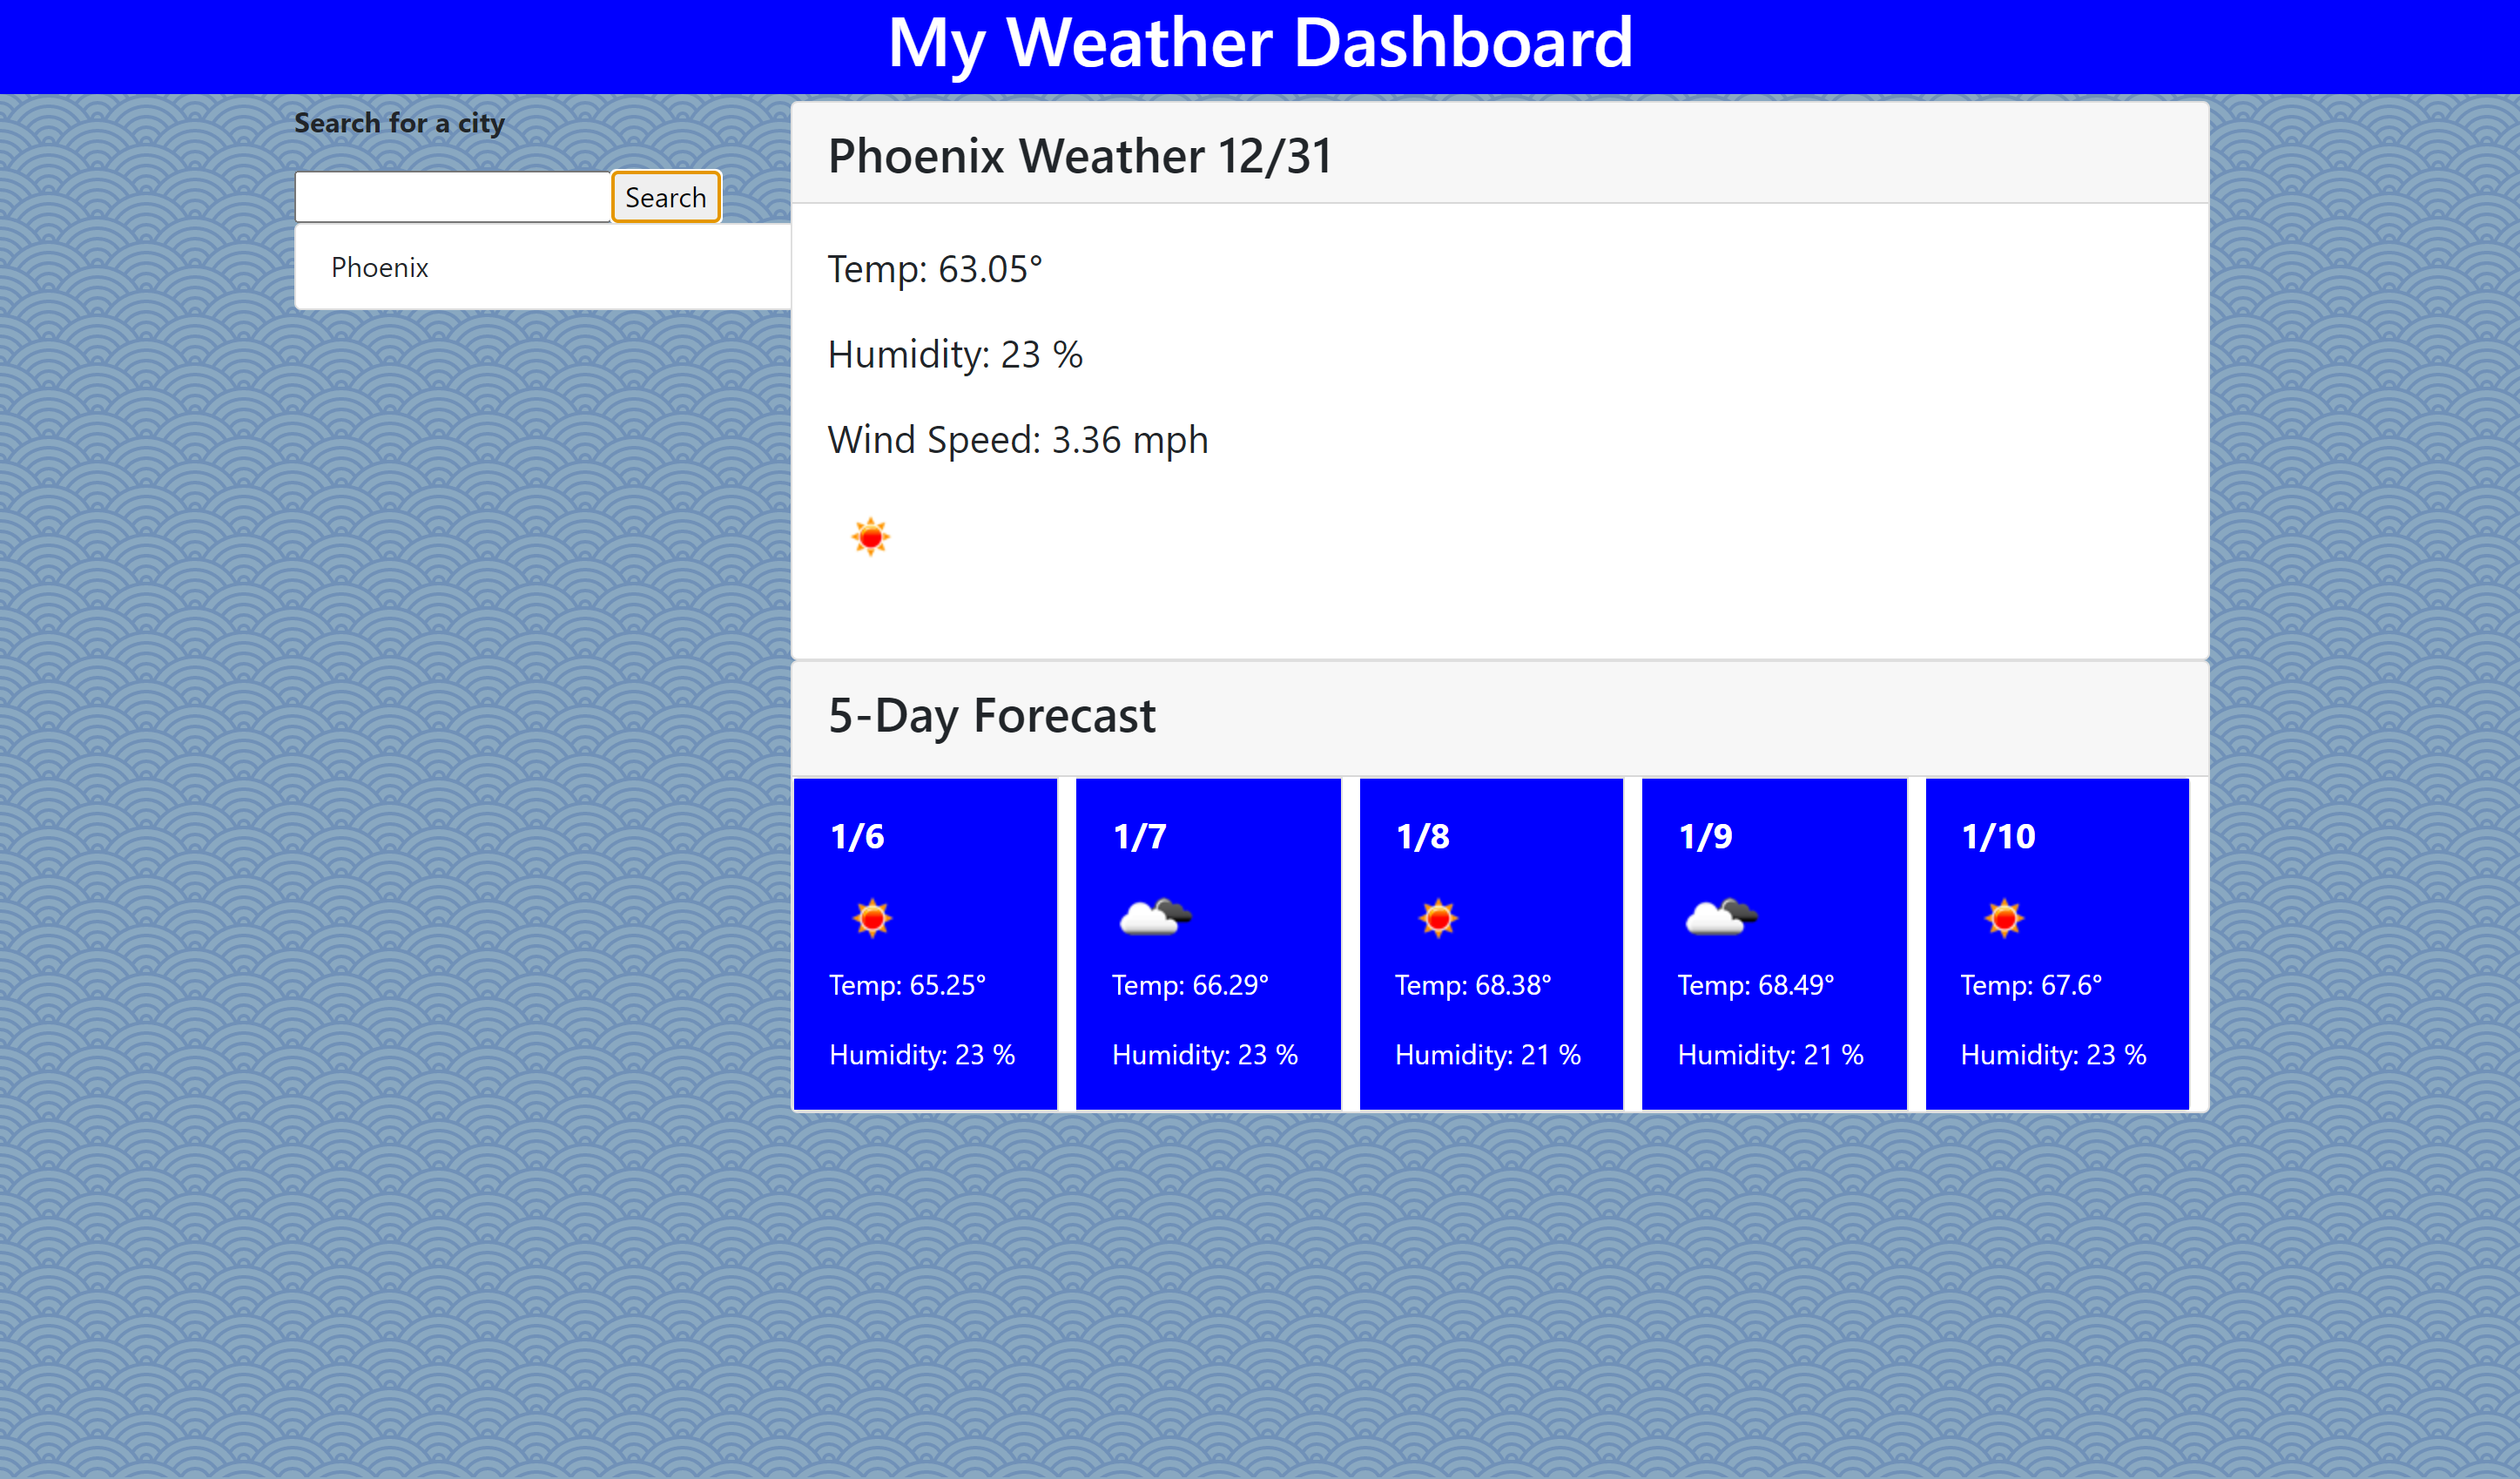 My Weather Dashboard
Search for a city
Search
Phoenix
Phoenix Weather 12/31
Temp: 63.05°
Humidity: 23 %
Wind Speed: 3.36 mph
5-Day Forecast
1/6
Temp: 65.25°
Humidity: 23 %
1/7
Temp: 66.29°
Humidity: 23 %
1/8
Temp: 68.38°
Humidity: 21 %
1/9
Temp: 68.49°
Humidity: 21 %
1/10
Temp: 67.6°
Humidity: 23 %